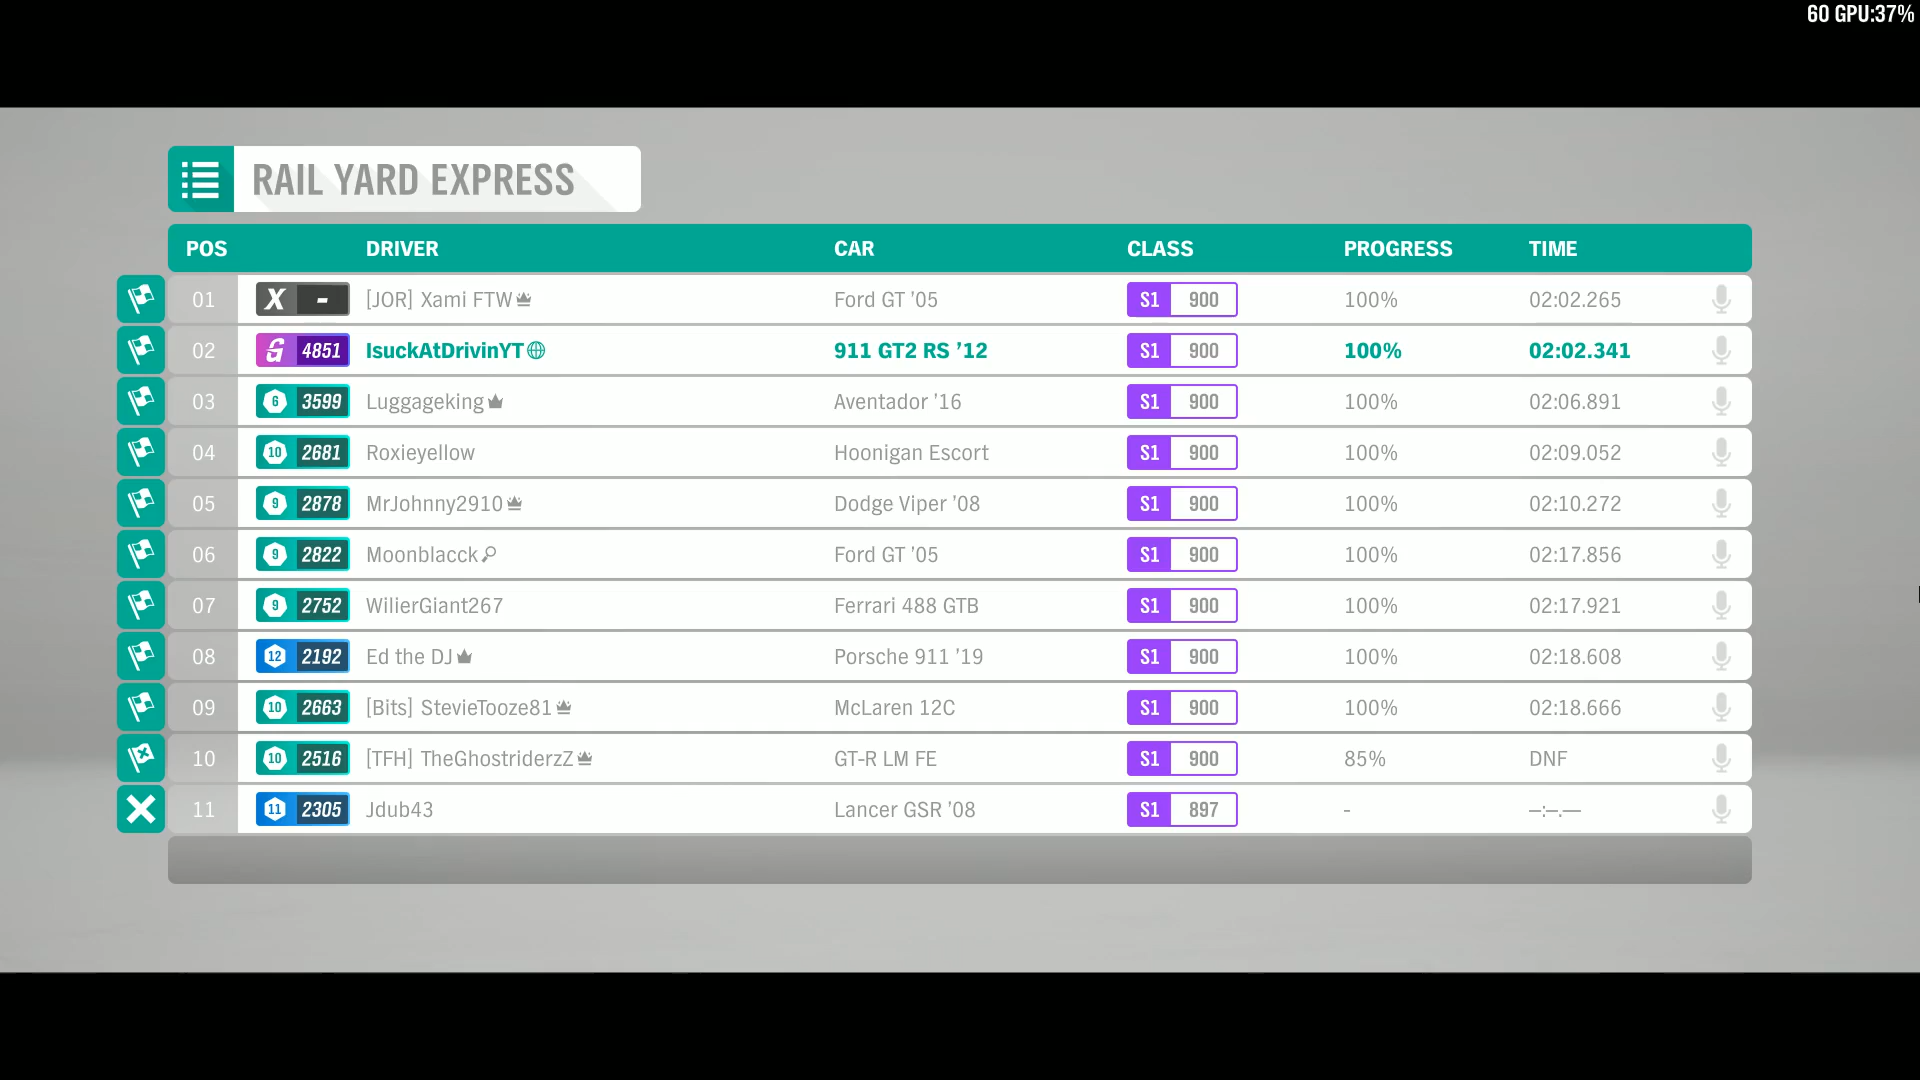 60 GPU:37%
RAIL YARD EXPRESS
POS DRIVER CAR CLASS PROGRESS TIME
01 X - [JOR] Xami FTW Ford GT ’05 S1 900 100% 02:02.265
02 G 4851 IsuckAtDrivinYT 911 GT2 RS ’12 S1 900 100% 02:02.341
03 6 3599 Luggageking Aventador ’16 S1 900 100% 02:06.891
04 10 2681 Roxieyellow Hoonigan Escort S1 900 100% 02:09.052
05 9 2878 MrJohnny2910 Dodge Viper ’08 S1 900 100% 02:10.272
06 9 2822 Moonblacck Ford GT ’05 S1 900 100% 02:17.856
07 9 2752 WilierGiant267 Ferrari 488 GTB S1 900 100% 02:17.921
08 12 2192 Ed the DJ Porsche 911 ’19 S1 900 100% 02:18.608
09 10 2663 [Bits] StevieTooze81 McLaren 12C S1 900 100% 02:18.666
10 10 2516 [TFH] TheGhostriderzZ GT-R LM FE S1 900 85% DNF
11 11 2305 Jdub43 Lancer GSR ’08 S1 897 - –:–.––